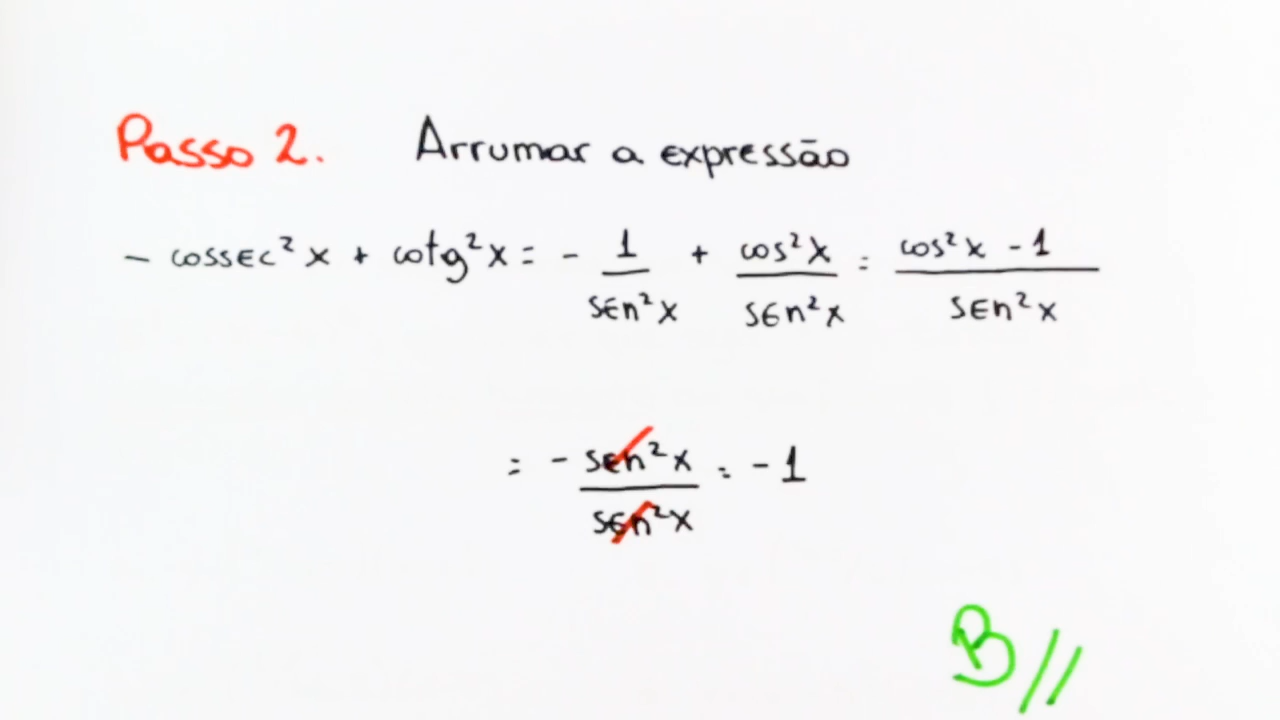 Passo 2. Arrumar a expressão
- cossec²x + cotg²x = - 1/sen²x + cos²x/sen²x = cos²x - 1/sen²x
= - sen²x/sen²x = -1
B//